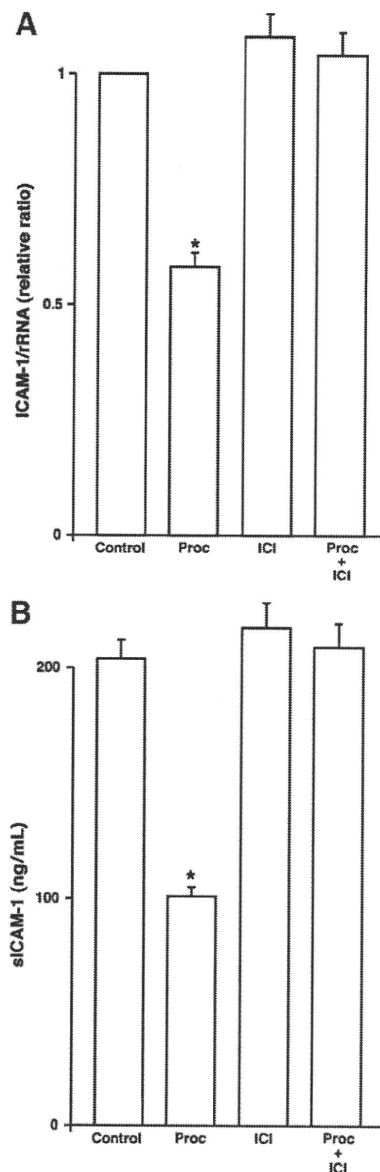 A
ICAM-1/rRNA (relative ratio)
1
0.5
0
*
Control
Proc
ICI
Proc
+
ICI
B
sICAM-1 (ng/mL)
200
100
0
*
Control
Proc
ICI
Proc
+
ICI